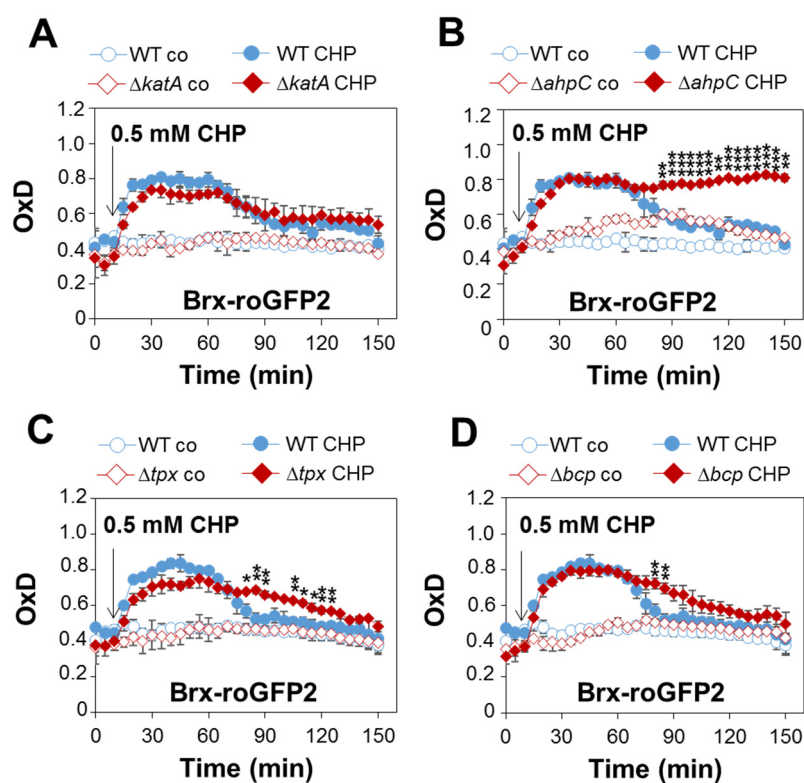 A
WT co WT CHP
ΔkatA co ΔkatA CHP
1.2
1.0
0.8
0.6
0.4
0.2
0
OxD
0.5 mM CHP
Brx-roGFP2
0 30 60 90 120 150
Time (min)
B
WT co WT CHP
ΔahpC co ΔahpC CHP
1.2
1.0
0.8
0.6
0.4
0.2
0
OxD
0.5 mM CHP
Brx-roGFP2
0 30 60 90 120 150
Time (min)
C
WT co WT CHP
Δtpx co Δtpx CHP
1.2
1.0
0.8
0.6
0.4
0.2
0
OxD
0.5 mM CHP
Brx-roGFP2
0 30 60 90 120 150
Time (min)
D
WT co WT CHP
Δbcp co Δbcp CHP
1.2
1.0
0.8
0.6
0.4
0.2
0
OxD
0.5 mM CHP
Brx-roGFP2
0 30 60 90 120 150
Time (min)